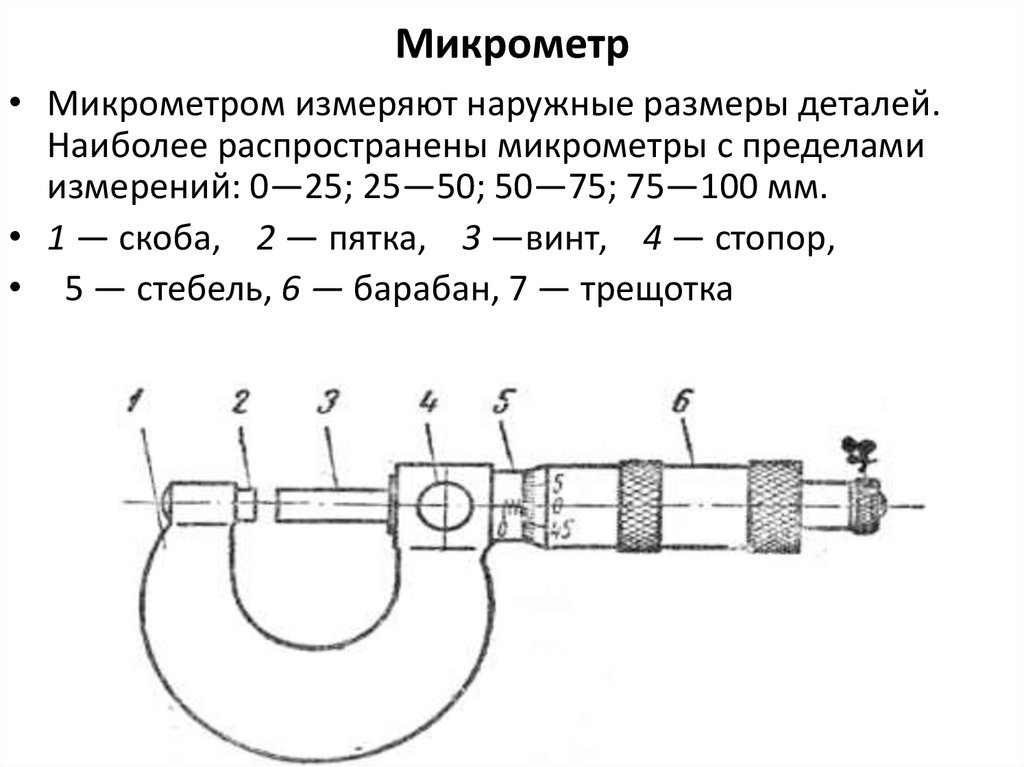 Микрометр
• Микрометром измеряют наружные размеры деталей.
Наиболее распространены микрометры с пределами
измерений: 0—25; 25—50; 50—75; 75—100 мм.
• 1 — скоба, 2 — пятка, 3 —винт, 4 — стопор,
• 5 — стебель, 6 — барабан, 7 — трещотка
1 2 3 4 5 6
5
0
0
45